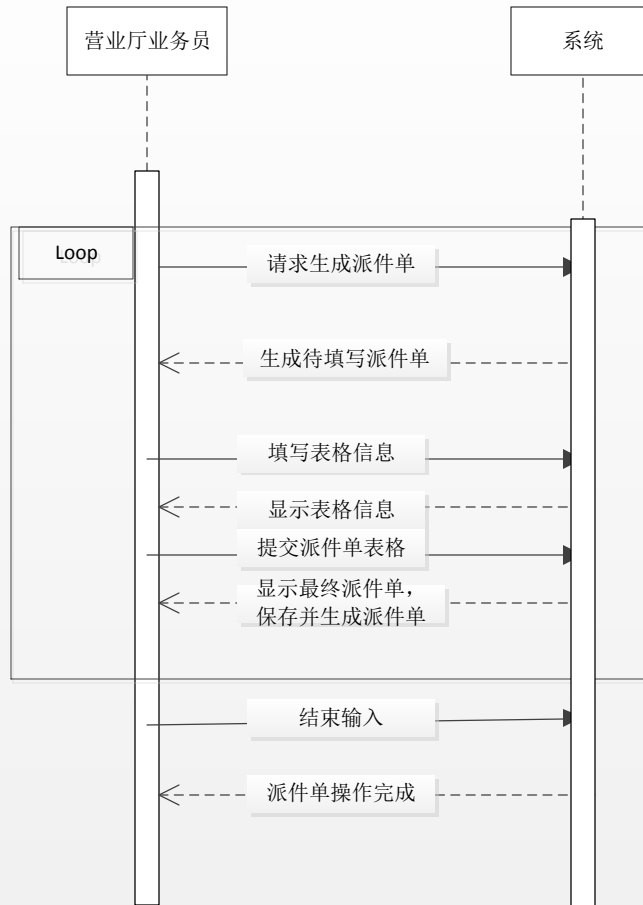 营业厅业务员
系统
Loop
请求生成派件单
生成待填写派件单
填写表格信息
显示表格信息
提交派件单表格
显示最终派件单，
保存并生成派件单
结束输入
派件单操作完成